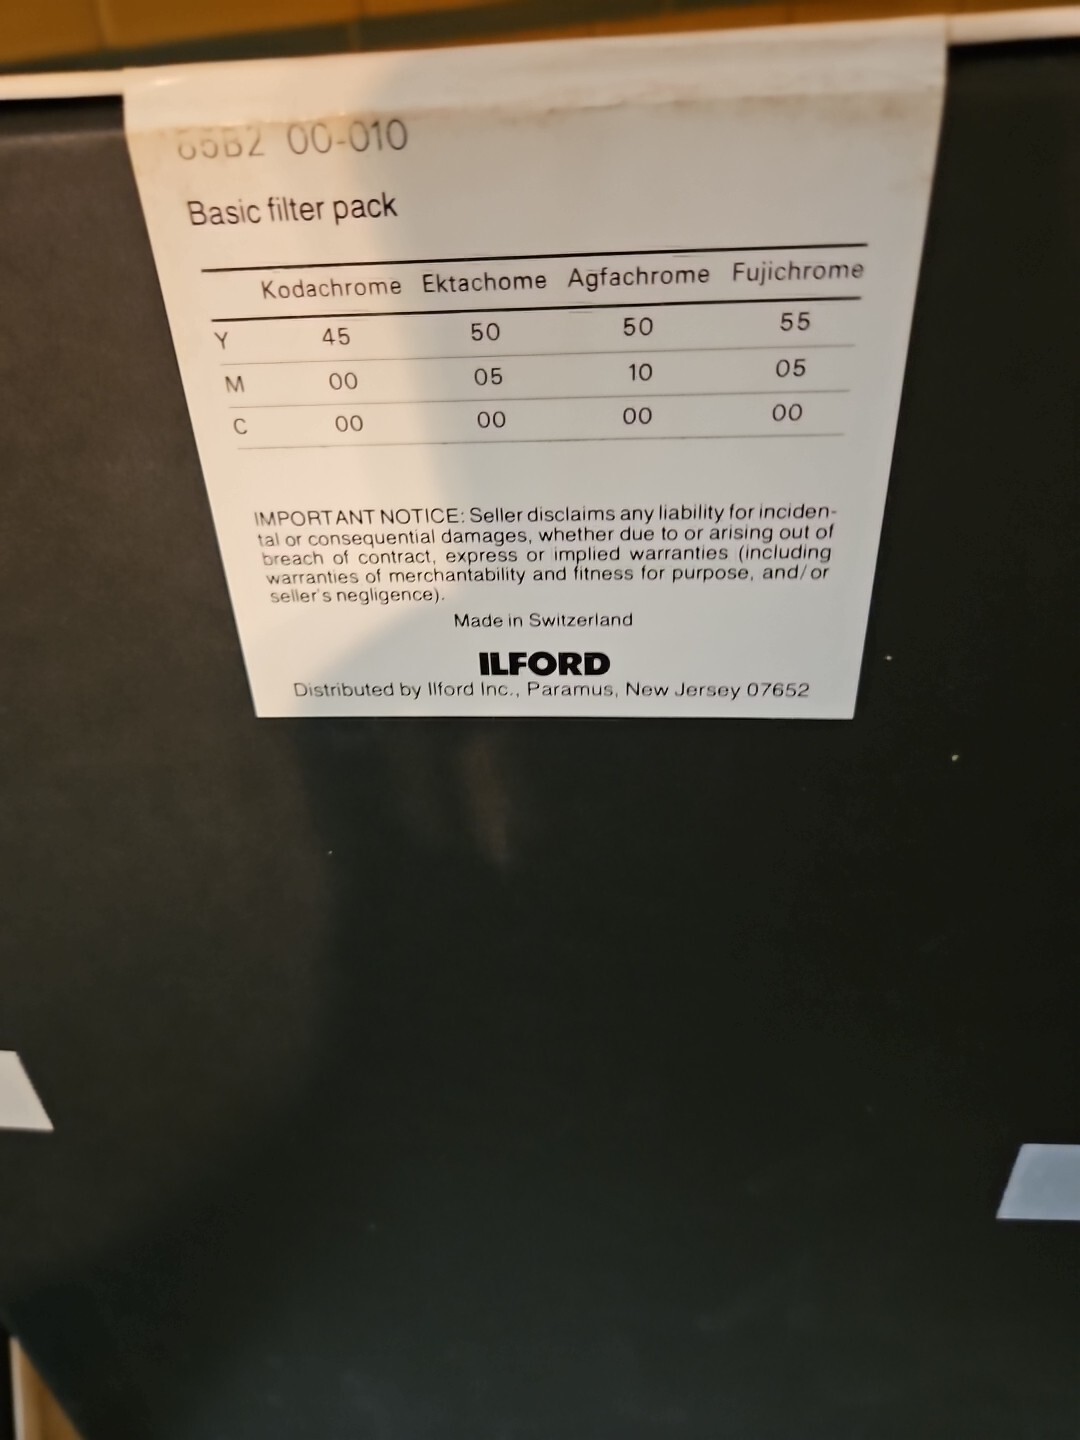 65B2 00-010
Basic filter pack
Kodachrome Ektachome Agfachrome Fujichrome
Y 45 50 50 55
M 00 05 10 05
C 00 00 00 00
IMPORTANT NOTICE: Seller disclaims any liability for inciden-
tal or consequential damages, whether due to or arising out of
breach of contract, express or implied warranties (including
warranties of merchantability and fitness for purpose, and/or
seller's negligence).
Made in Switzerland
ILFORD
Distributed by Ilford Inc., Paramus, New Jersey 07652